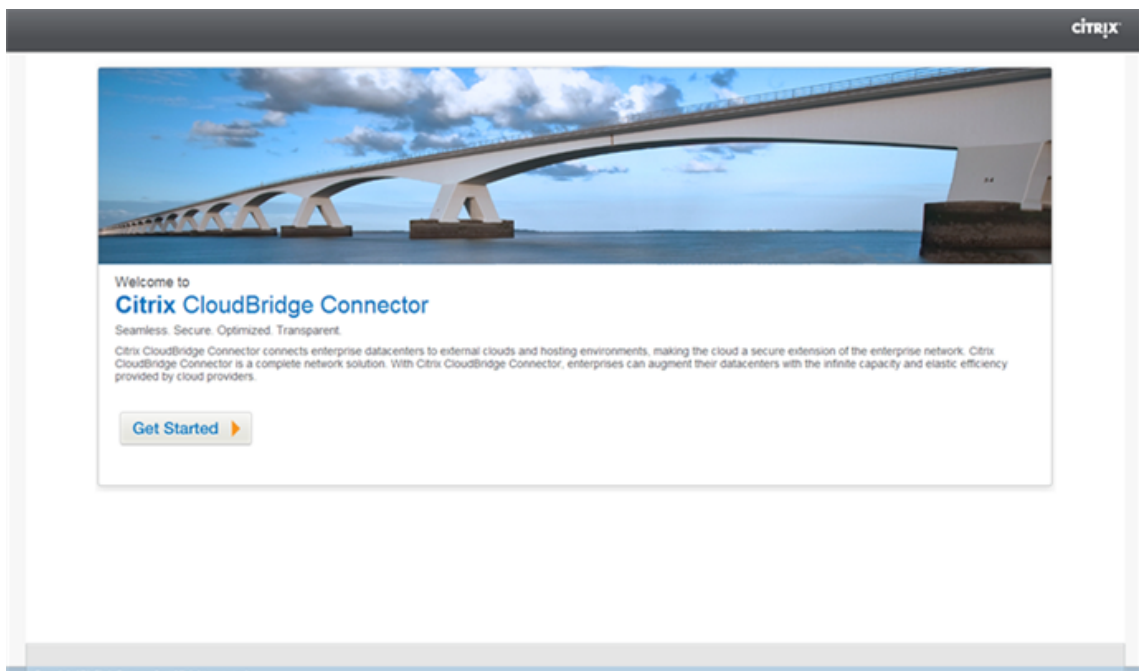 CİTRIX
Welcome to
Citrix CloudBridge Connector
Seamless. Secure. Optimized. Transparent.
Citrix CloudBridge Connector connects enterprise datacenters to external clouds and hosting environments, making the cloud a secure extension of the enterprise network. Citrix
CloudBridge Connector is a complete network solution. With Citrix CloudBridge Connector, enterprises can augment their datacenters with the infinite capacity and elastic efficiency
provided by cloud providers.
Get Started